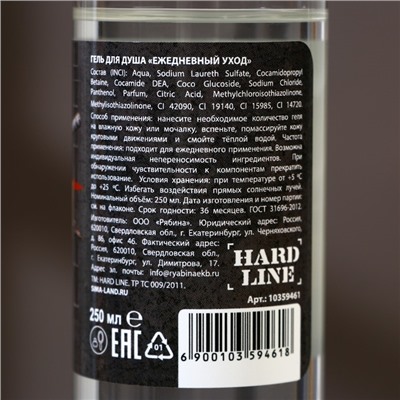 ГЕЛЬ ДЛЯ ДУША «ЕЖЕДНЕВНЫЙ УХОД»
Состав (INCI): Aqua, Sodium Laureth Sulfate, Cocamidopropyl
Betaine, Cocamide DEA, Coco Glucoside, Sodium Chloride,
Panthenol, Parfum, Citric Acid, Methylchloroisothiazolinone,
Methylisothiazolinone, CI 42090, CI 19140, CI 15985, CI 14720.
Способ применения: нанесите необходимое количество геля
на влажную кожу или мочалку, вспеньте, помассируйте кожу
круговыми движениями и смойте тёплой водой. Частота
применения: подходит для ежедневного применения. Возможна
индивидуальная непереносимость ингредиентов. При
обнаружении чувствительности к компонентам прекратить
использование. Условия хранения: при температуре от +5 °С
до +25 °С. Избегать воздействия прямых солнечных лучей.
Номинальный объём: 250 мл. Дата изготовления и номер партии:
см. на флаконе. Срок годности: 36 месяцев. ГОСТ 31696-2012
Изготовитель: ООО «Рябина». Юридический адрес: Россия,
620010, Свердловская обл., г. Екатеринбург, ул. Черняховского,
д. 86, офис 46. Фактический адрес:
Россия, 620010, Свердловская обл.,
г. Екатеринбург, ул. Димитрова, 17.
Адрес эл. почты: info@ryabinaekb.ru
TM: HARD LINE. ТР ТС 009/2011.
SIMA-LAND.RU
HARD
LINE
Арт.: 10359461
250 мл
EAC
01
6 900103 594618